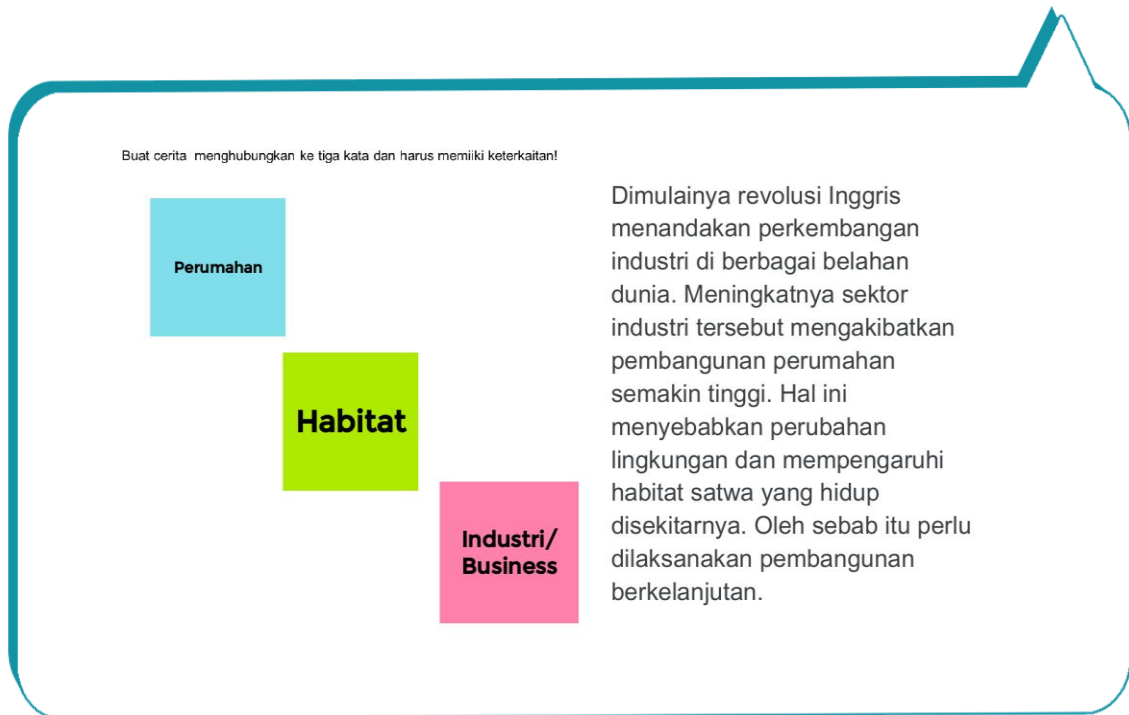 Buat cerita  menghubungkan ke tiga kata dan harus memiiki keterkaitan!
Perumahan
Habitat
Industri/
Business
Dimulainya revolusi Inggris
menandakan perkembangan
industri di berbagai belahan
dunia. Meningkatnya sektor
industri tersebut mengakibatkan
pembangunan perumahan
semakin tinggi. Hal ini
menyebabkan perubahan
lingkungan dan mempengaruhi
habitat satwa yang hidup
disekitarnya. Oleh sebab itu perlu
dilaksanakan pembangunan
berkelanjutan.